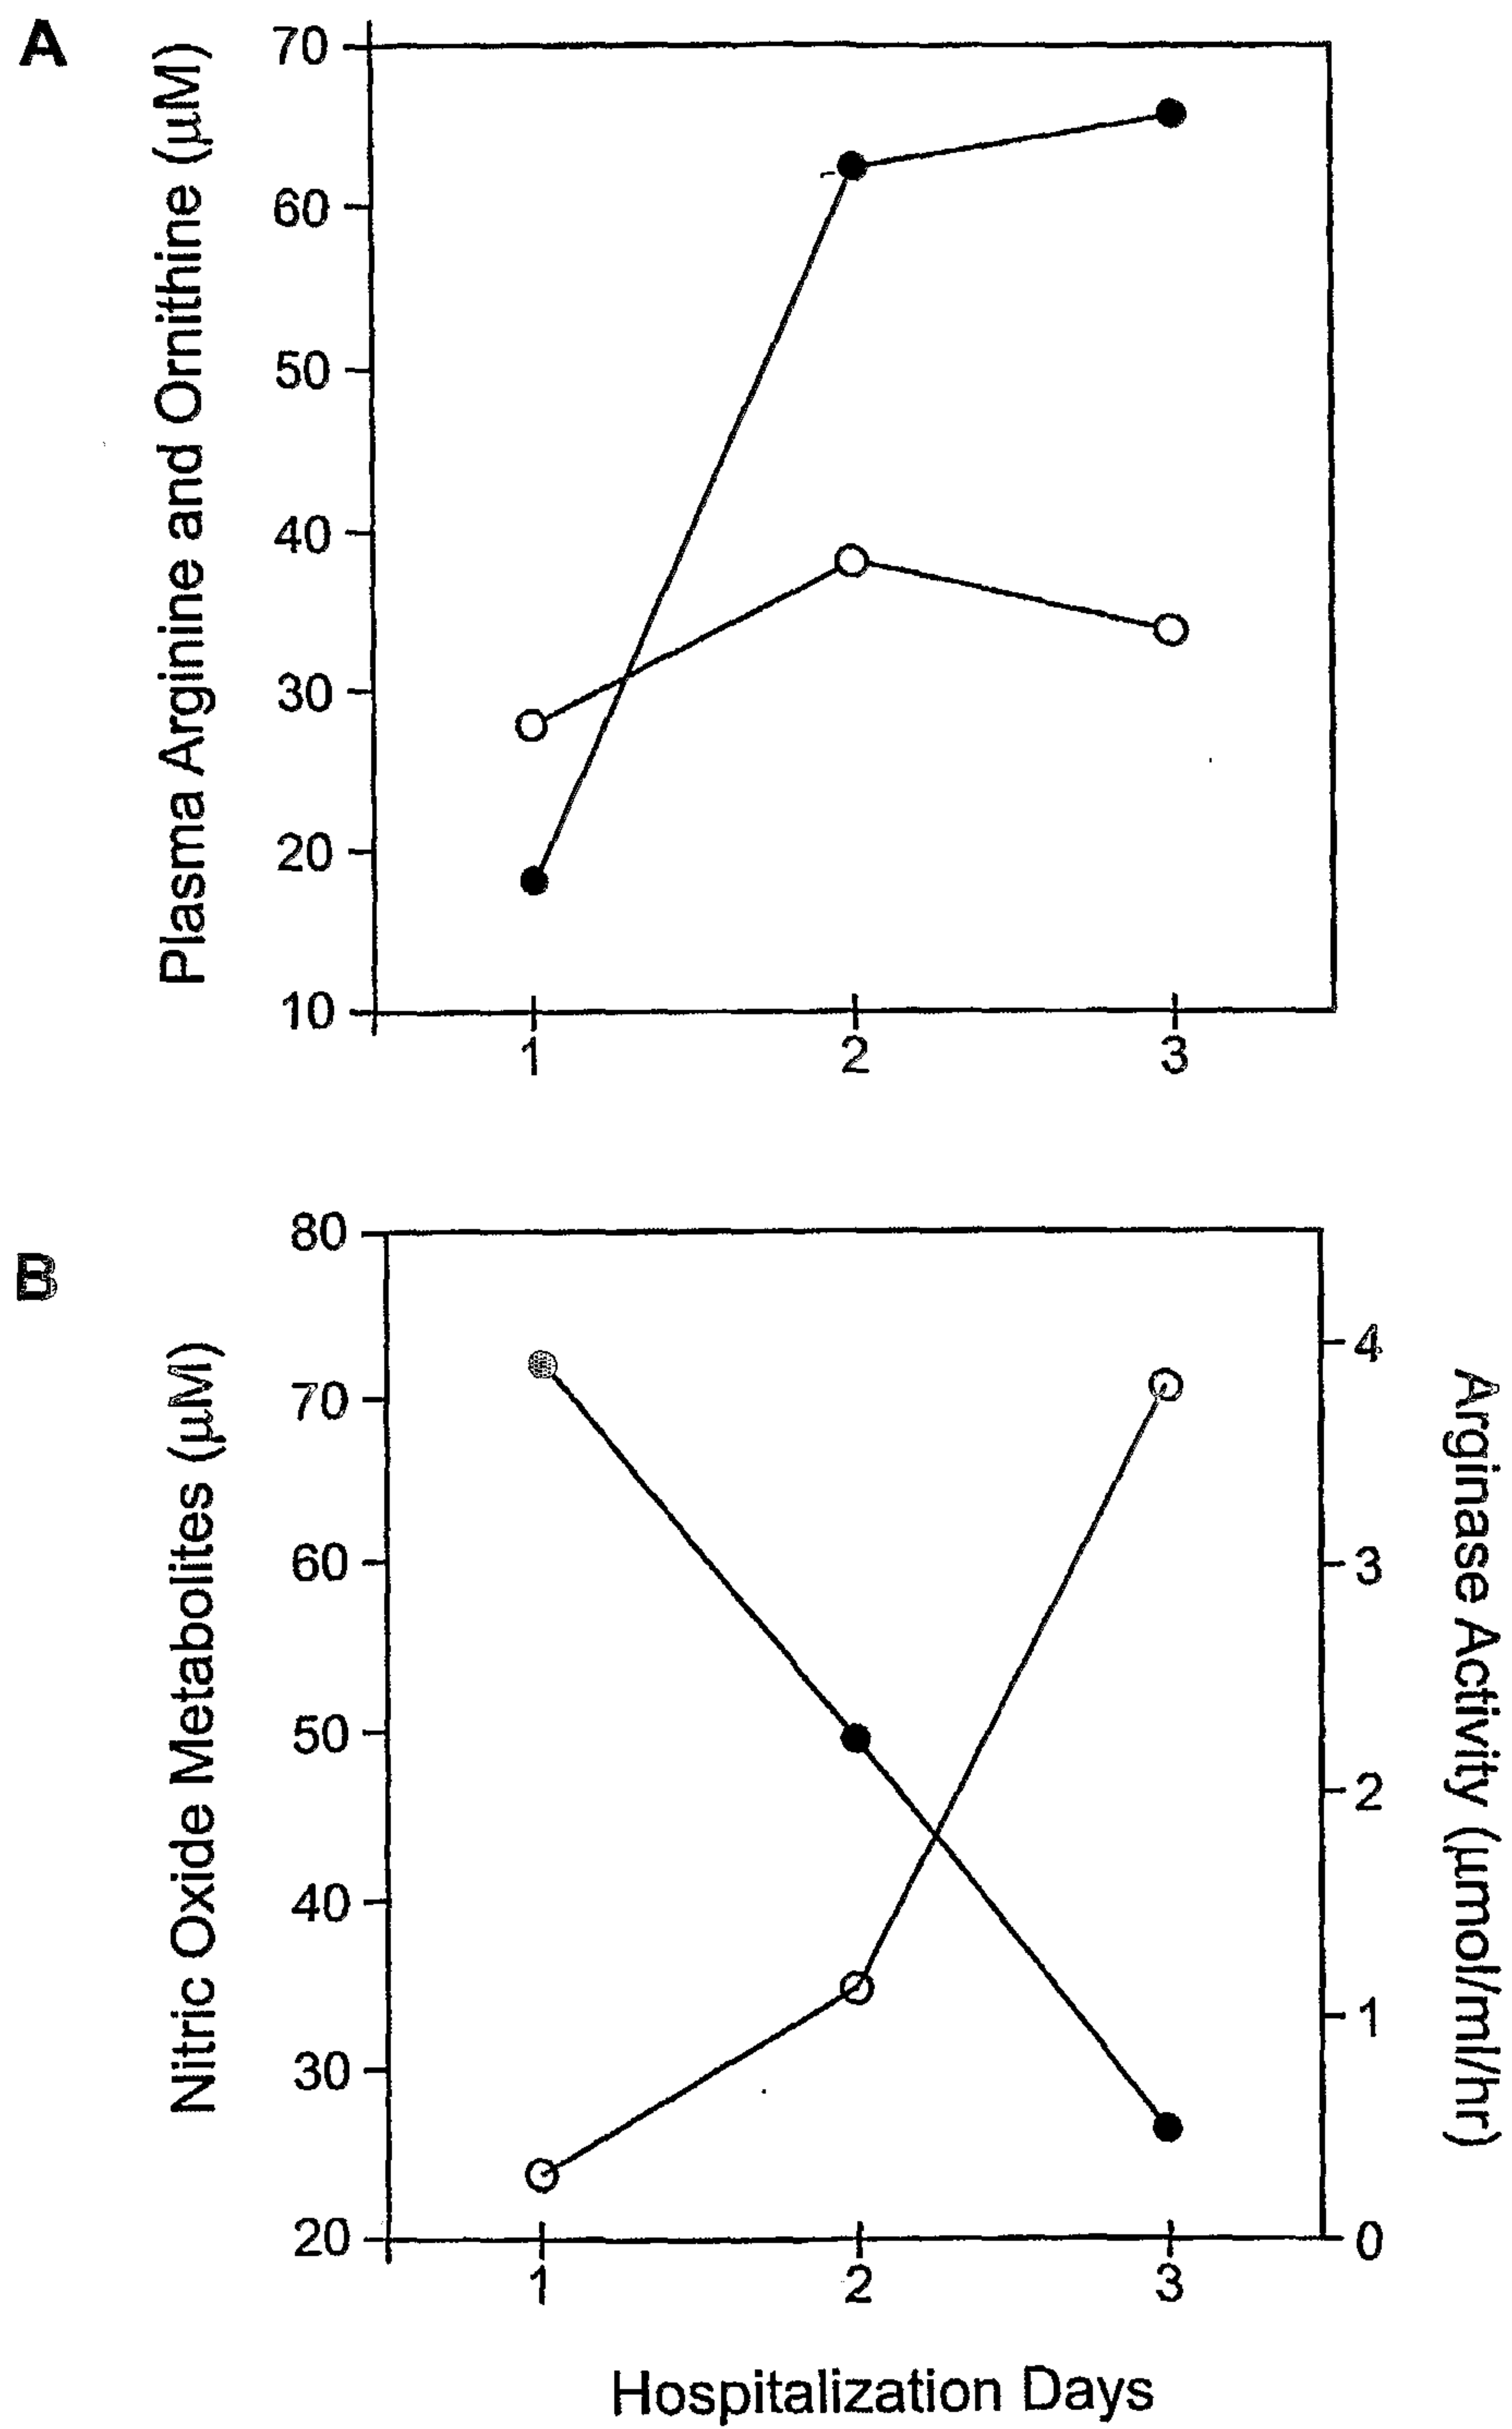 A
Plasma Arginine and Ornithine (µM)
70
60
50
40
30
20
10
1 2 3
B
Nitric Oxide Metabolites (µM)
80
70
60
50
40
30
20
4
3
2
1
0
Arginase Activity (µmol/ml/hr)
1 2 3
Hospitalization Days